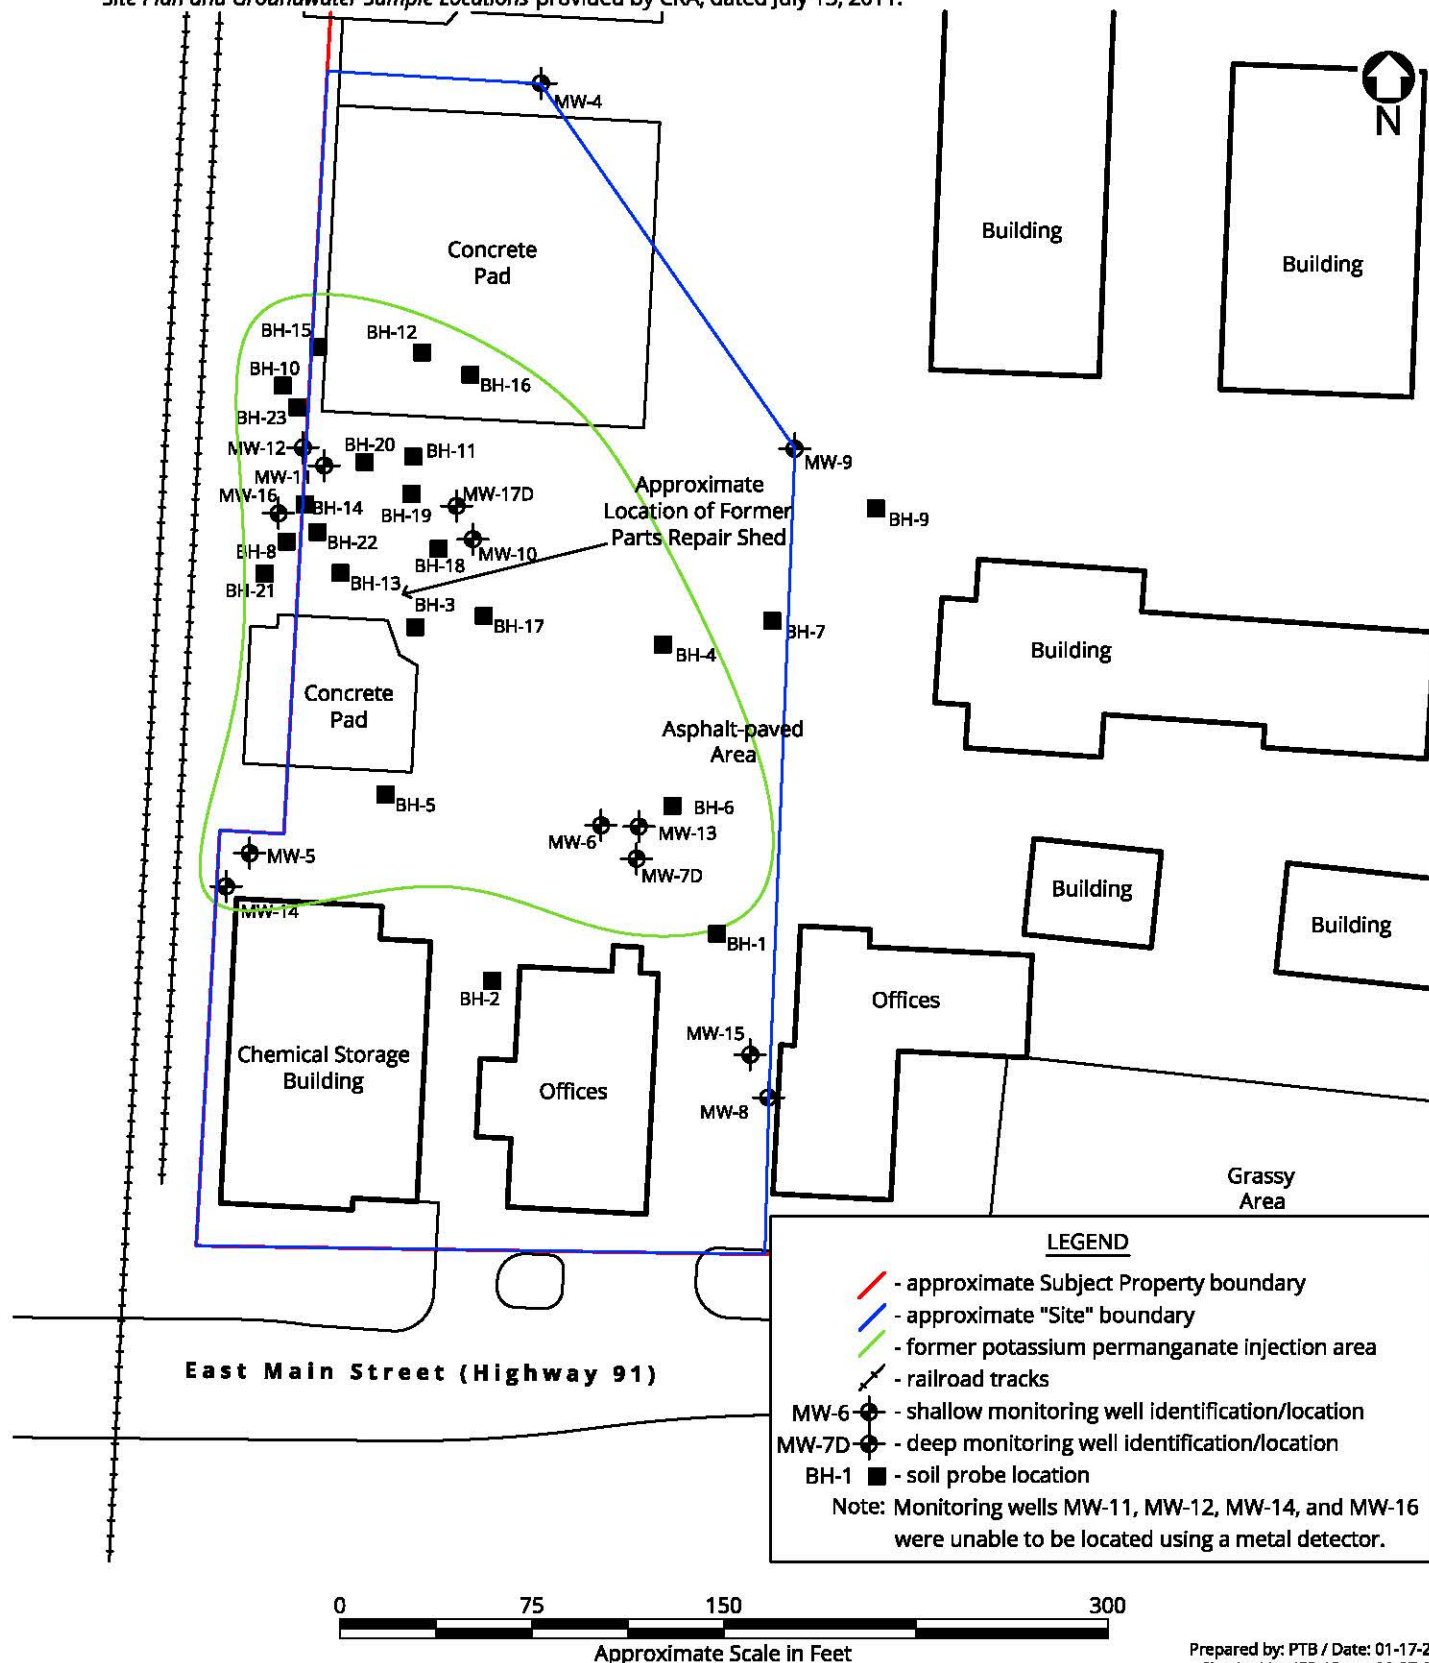 Site Plan and Groundwater Sample Locations provided by CRA, dated July 15, 2011.
MW-4
N
Building
Concrete
Pad
Building
BH-15
BH-12
BH-10
BH-16
BH-23
MW-12
BH-20
BH-11
MW-9
MW-11
MW-16
Approximate
Location of Former
Parts Repair Shed
MW-17D
BH-14
BH-19
BH-9
BH-22
BH-8
BH-18
MW-10
BH-21
BH-13
BH-3
BH-17
BH-7
BH-4
Building
Concrete
Pad
Asphalt-paved
Area
BH-5
BH-6
MW-6
MW-13
MW-5
MW-7D
Building
MW-14
Building
BH-1
BH-2
Offices
MW-15
Chemical Storage
Building
Offices
MW-8
Grassy
Area
LEGEND
- approximate Subject Property boundary
- approximate "Site" boundary
- former potassium permanganate injection area
- railroad tracks
MW-6 - shallow monitoring well identification/location
MW-7D - deep monitoring well identification/location
BH-1 - soil probe location
Note: Monitoring wells MW-11, MW-12, MW-14, and MW-16
were unable to be located using a metal detector.
East Main Street (Highway 91)
0 75 150 300
Approximate Scale in Feet
Prepared by: PTB / Date: 01-17-2